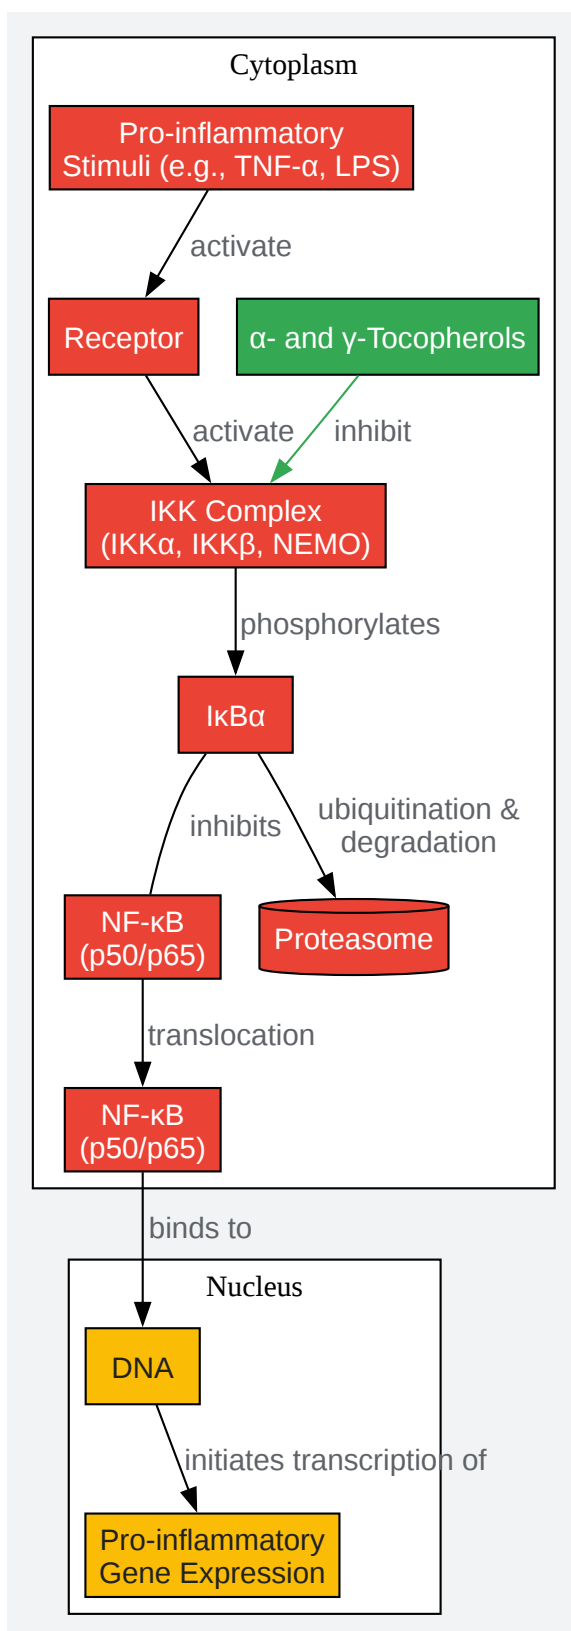 Cytoplasm
Pro-inflammatory
Stimuli (e.g., TNF-α, LPS)
activate
Receptor
α- and γ-Tocopherols
activate
inhibit
IKK Complex
(IKKα, IKKβ, NEMO)
phosphorylates
IκBα
inhibits
ubiquitination &
degradation
NF-κB
(p50/p65)
Proteasome
translocation
NF-κB
(p50/p65)
binds to
Nucleus
DNA
initiates transcription of
Pro-inflammatory
Gene Expression